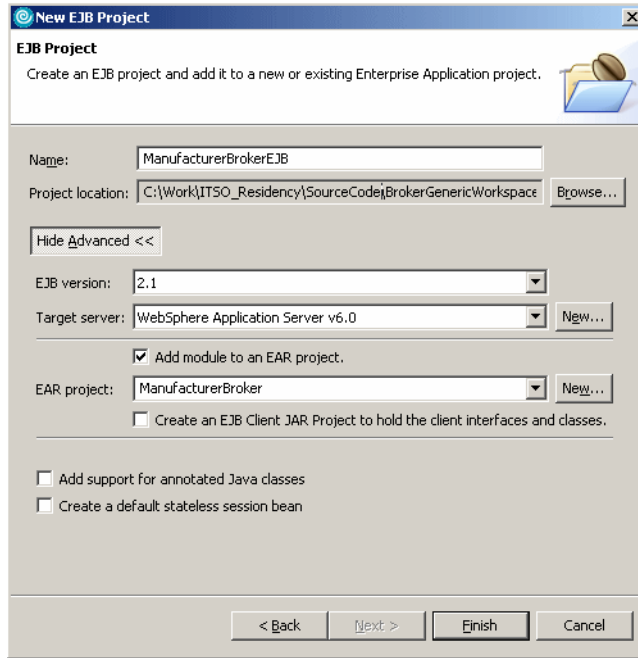 New EJB Project
EJB Project
Create an EJB project and add it to a new or existing Enterprise Application project.
Name: ManufacturerBrokerEJB
Project location: C:\Work\ITSO_Residency\SourceCode\BrokerGenericWorkspace Browse...
Hide Advanced <<
EJB version: 2.1
Target server: WebSphere Application Server v6.0 New...
Add module to an EAR project.
EAR project: ManufacturerBroker New...
Create an EJB Client JAR Project to hold the client interfaces and classes.
Add support for annotated Java classes
Create a default stateless session bean
< Back Next > Finish Cancel